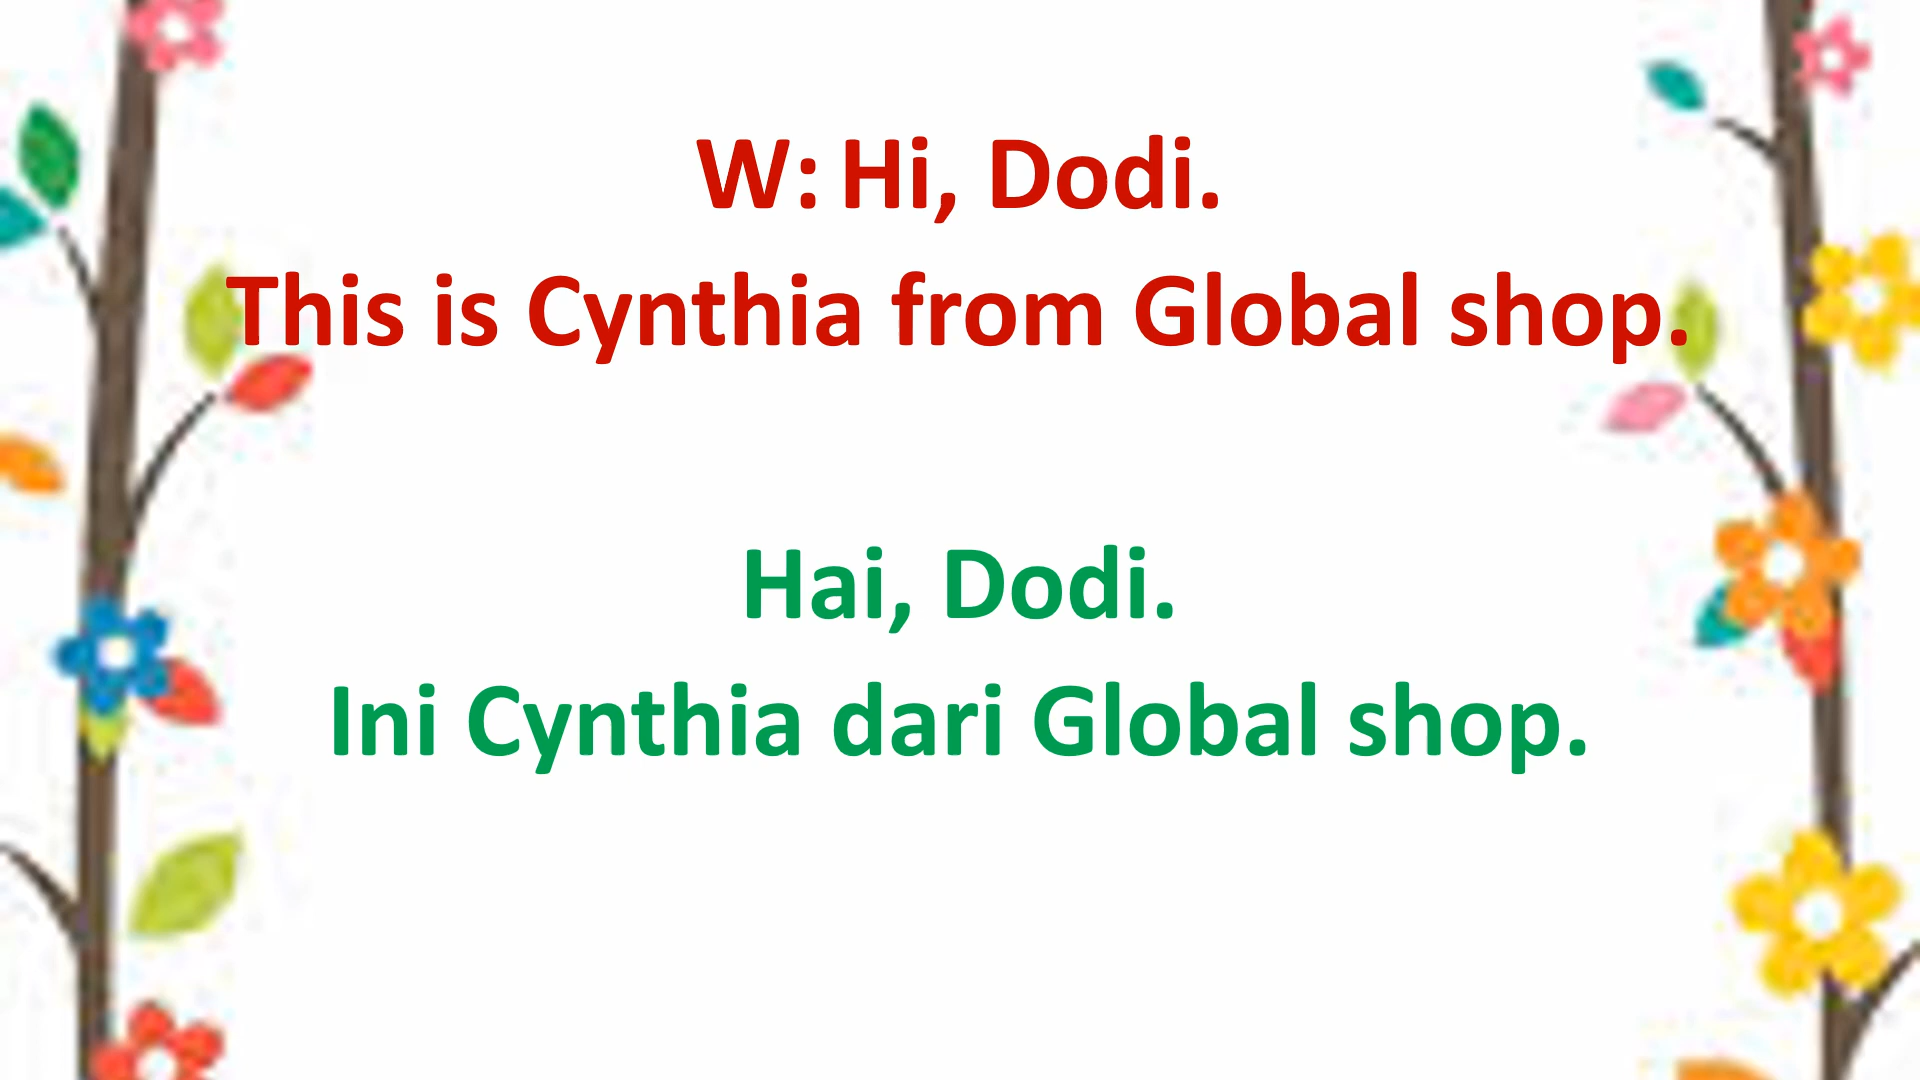 W: Hi, Dodi.
This is Cynthia from Global shop.
Hai, Dodi.
Ini Cynthia dari Global shop.